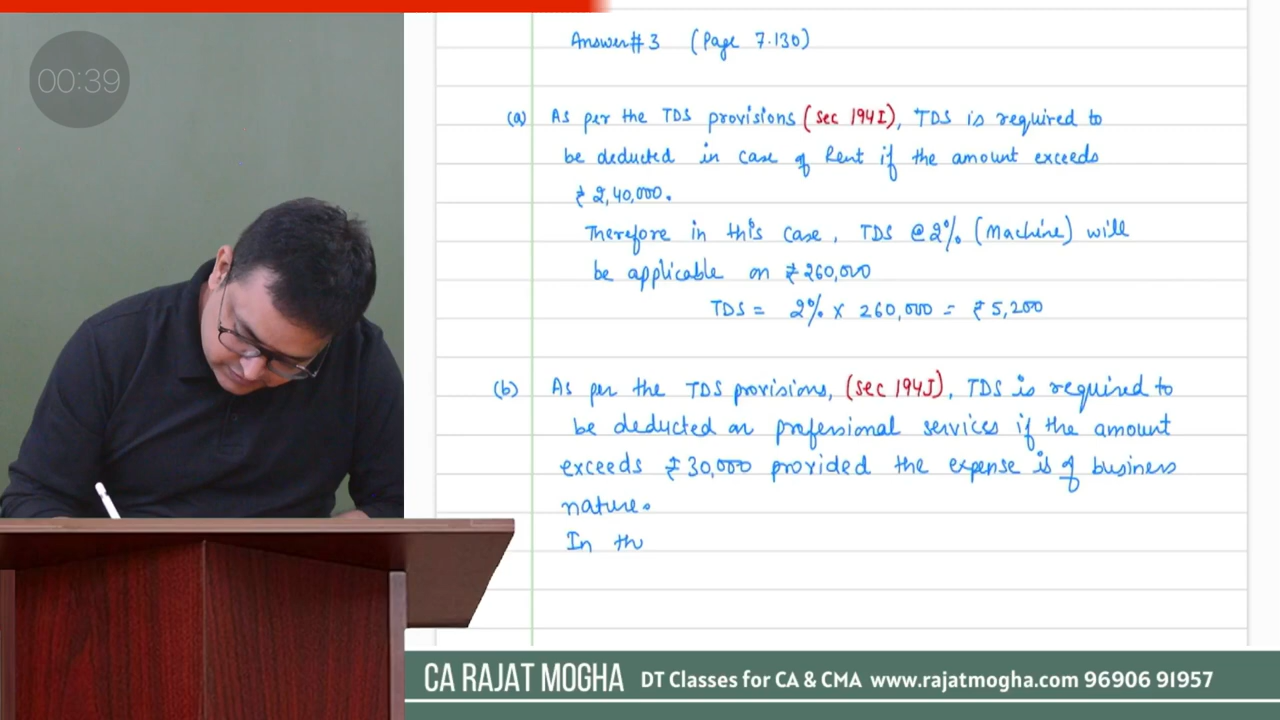 00:39
Answer# 3 (Page 7.130)
(a) As per the TDS provisions (sec 194I), TDS is required to
be deducted in case of Rent if the amount exceeds
₹ 2,40,000.
Therefore in this case, TDS @2% (Machine) will
be applicable on ₹260,000
TDS = 2% x 260,000 = ₹5,200
(b) As per the TDS provisions, (sec 194J), TDS is required to
be deducted on professional services if the amount
exceeds ₹30,000 provided the expense is of business
nature.
In th
CA RAJAT MOGHA DT Classes for CA & CMA www.rajatmogha.com 96906 91957